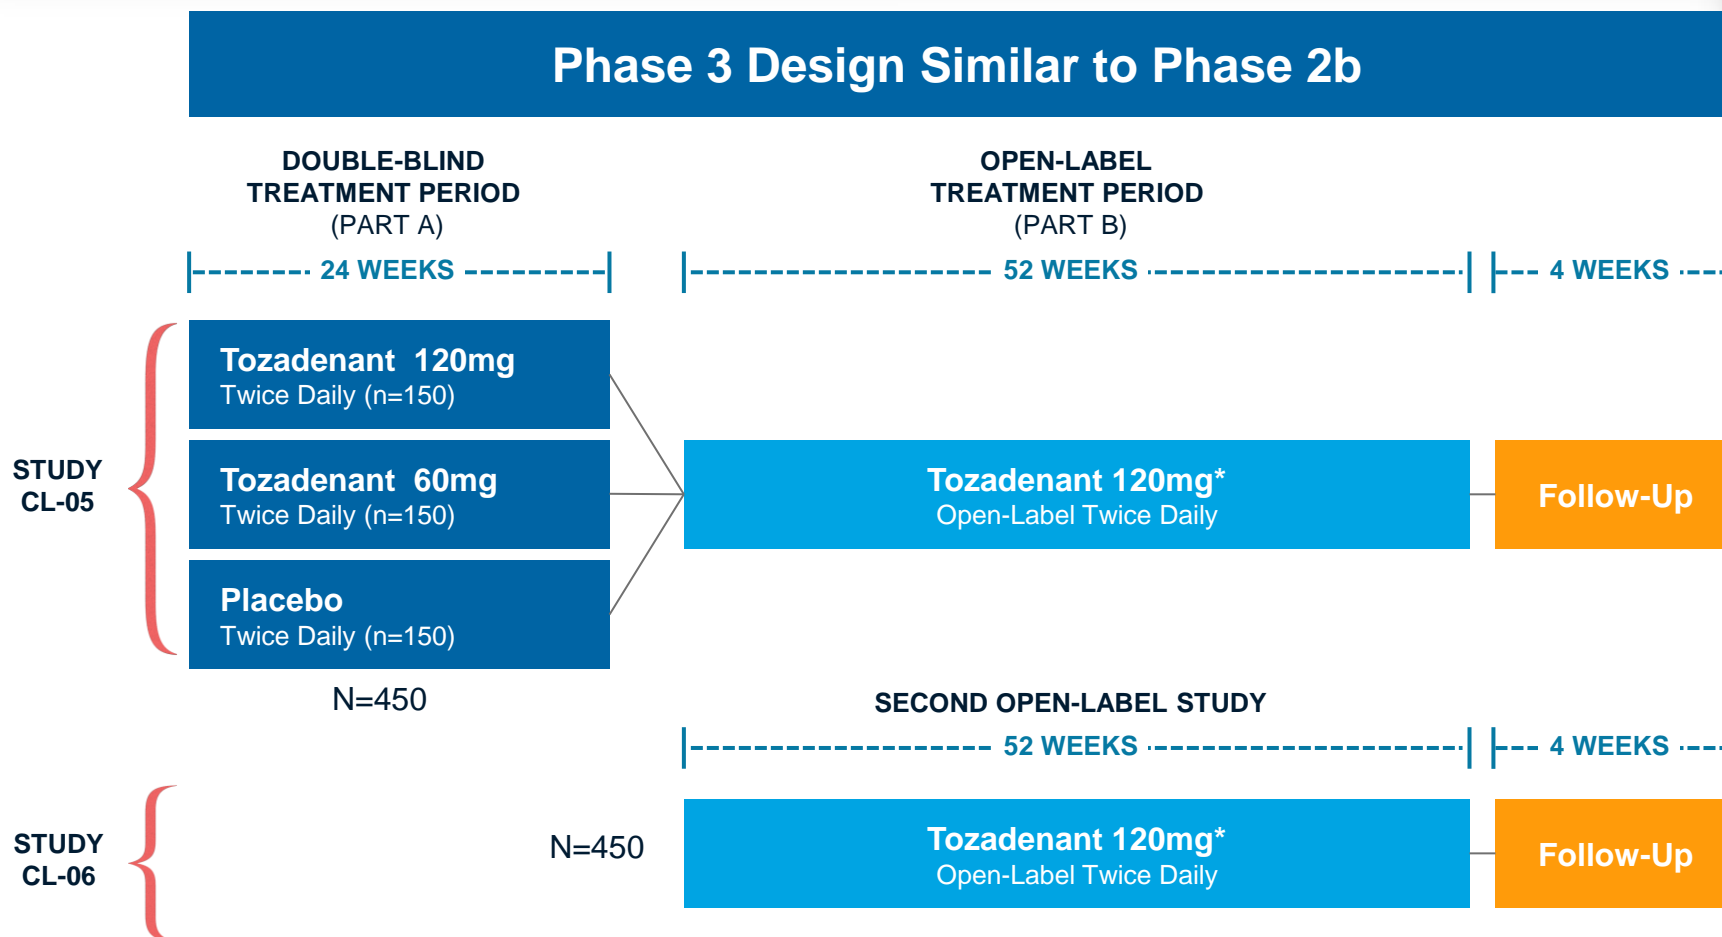 Phase 3 Design Similar to Phase 2b
DOUBLE-BLIND
TREATMENT PERIOD
(PART A)
OPEN-LABEL
TREATMENT PERIOD
(PART B)
24 WEEKS
52 WEEKS
4 WEEKS
STUDY
CL-05
Tozadenant 120mg
Twice Daily (n=150)
Tozadenant 60mg
Twice Daily (n=150)
Placebo
Twice Daily (n=150)
Tozadenant 120mg*
Open-Label Twice Daily
Follow-Up
N=450
SECOND OPEN-LABEL STUDY
52 WEEKS
4 WEEKS
STUDY
CL-06
N=450
Tozadenant 120mg*
Open-Label Twice Daily
Follow-Up